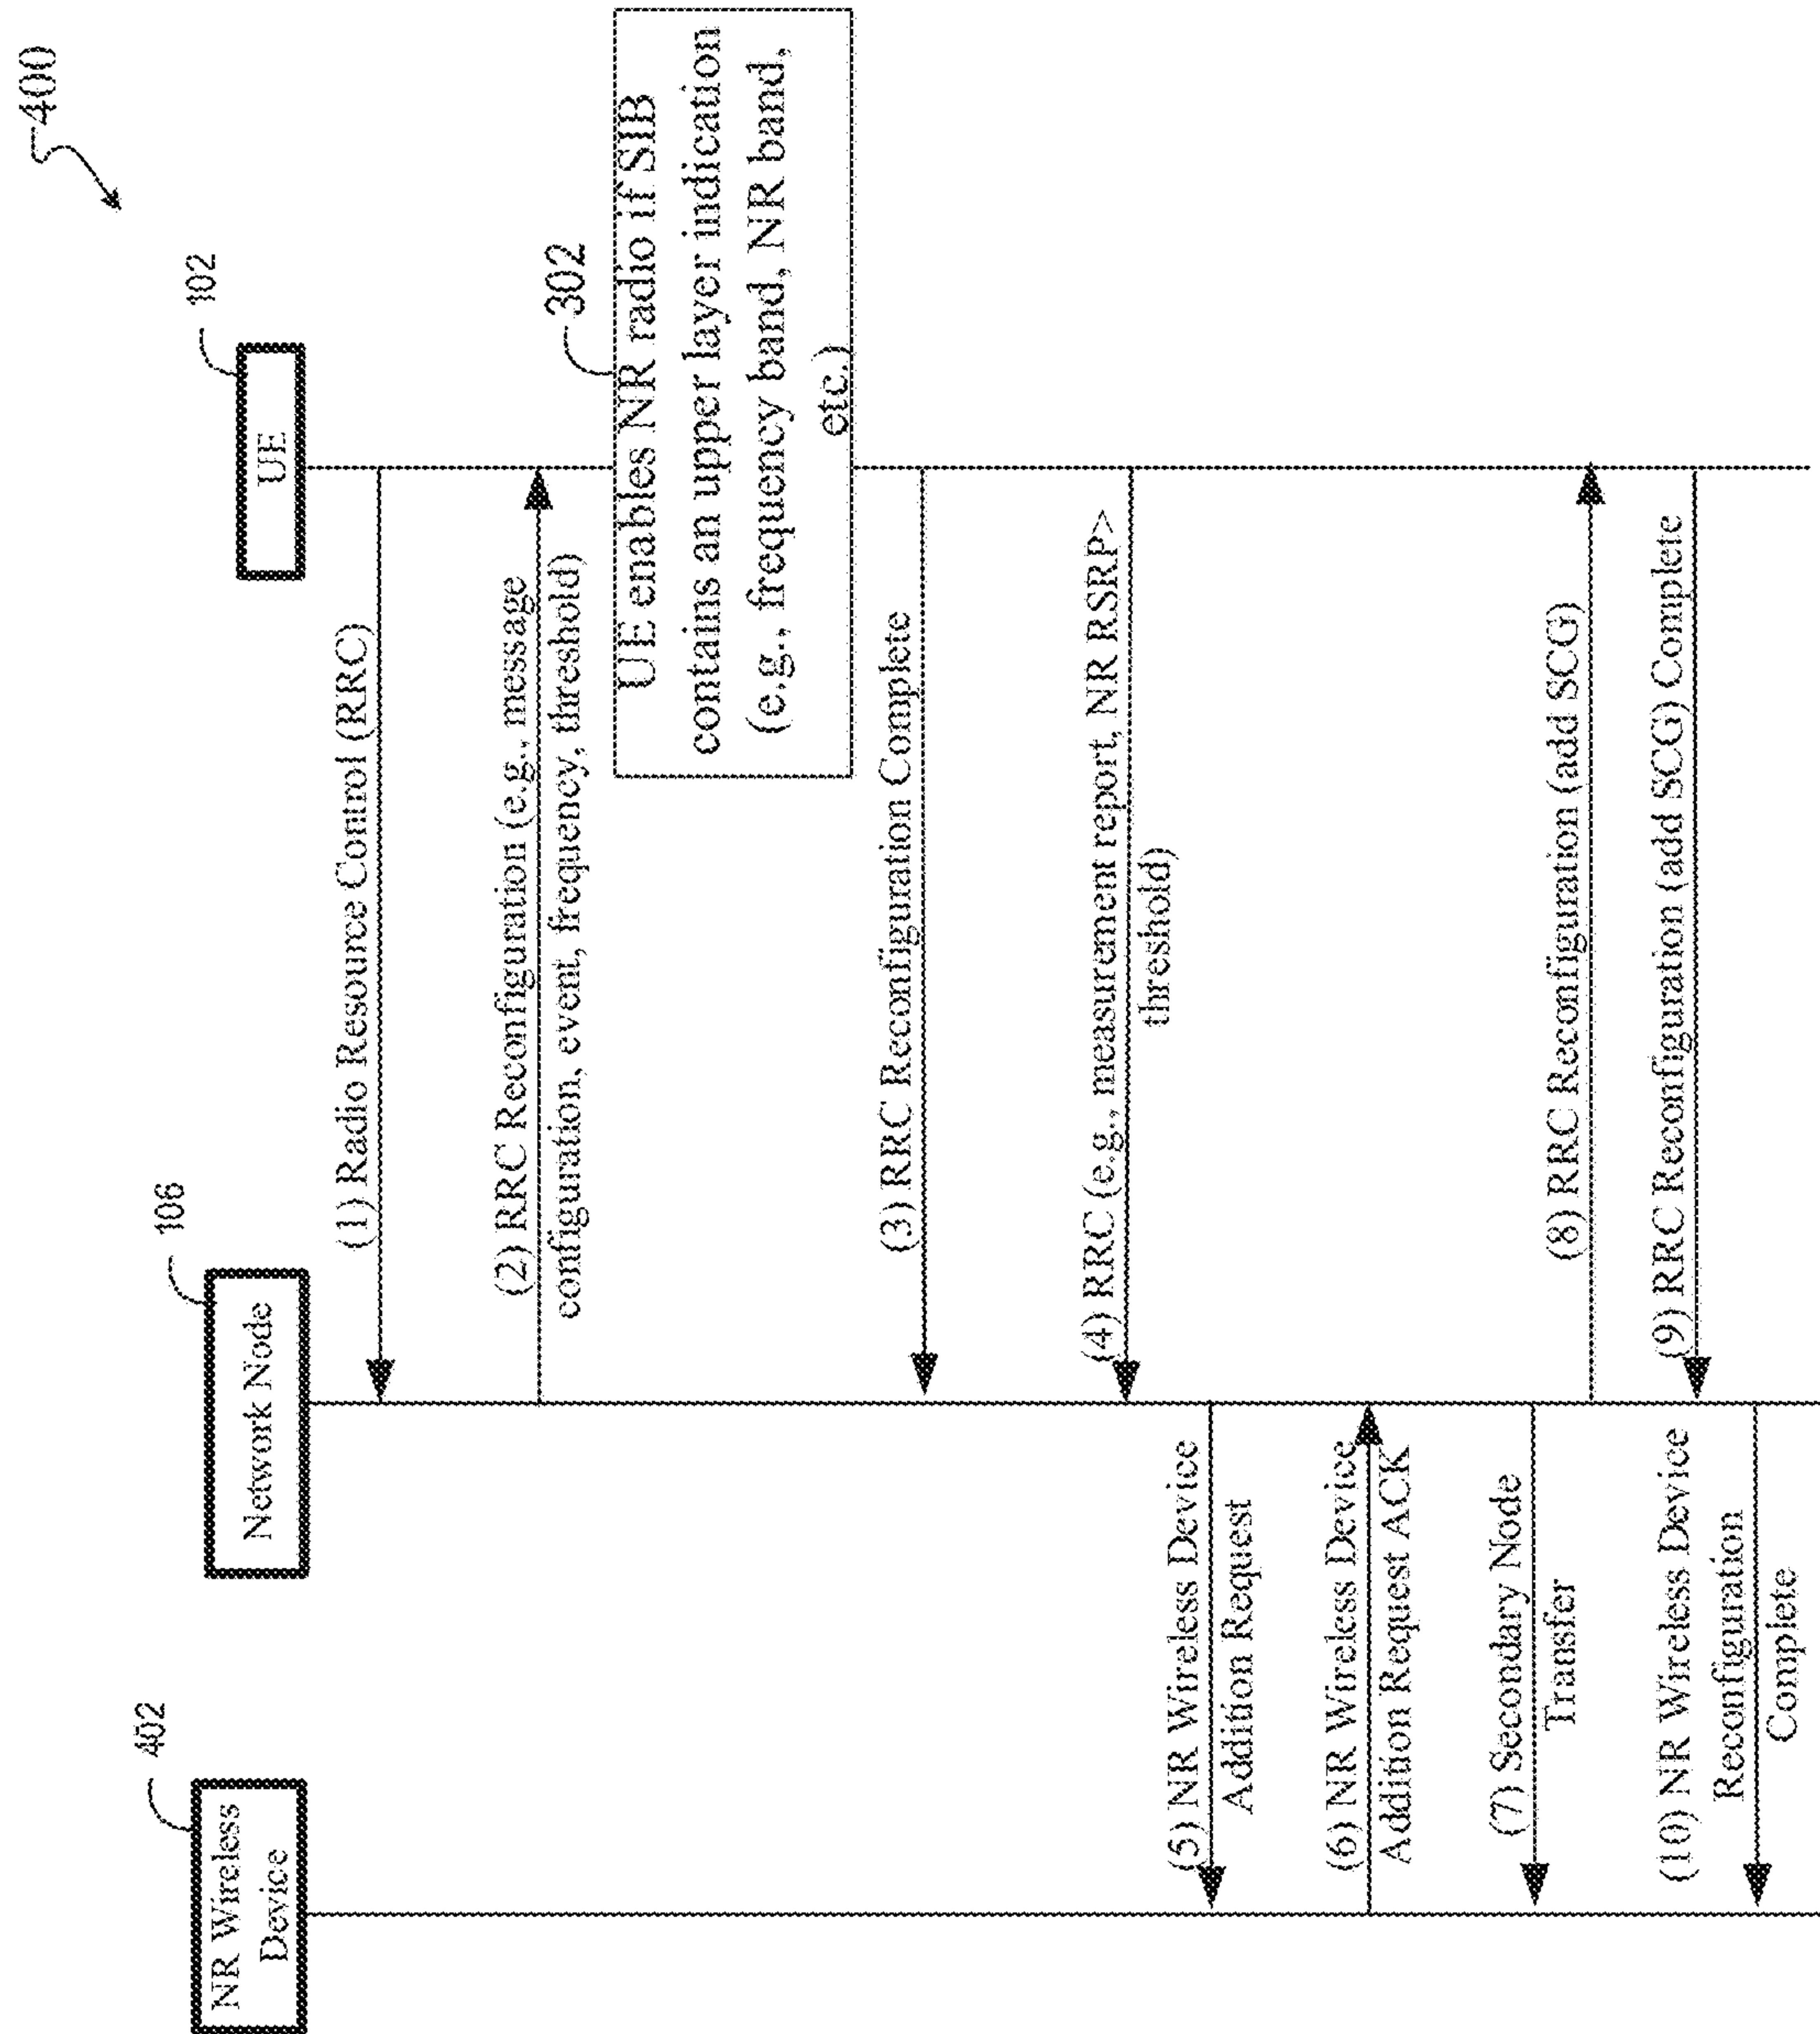 400
NR Wireless
Device
402
Network Node
106
UE
102
(1) Radio Resource Control (RRC)
(2) RRC Reconfiguration (e.g., message
configuration, event, frequency, threshold)
302
UE enables NR radio if SIB
contains an upper layer indication
(e.g., frequency band, NR band,
etc.)
(3) RRC Reconfiguration Complete
(4) RRC (e.g., measurement report, NR RSRP>
threshold)
(5) NR Wireless Device
Addition Request
(6) NR Wireless Device
Addition Request ACK
(7) Secondary Node
Transfer
(8) RRC Reconfiguration (add SCG)
(9) RRC Reconfiguration (add SCG) Complete
(10) NR Wireless Device
Reconfiguration
Complete